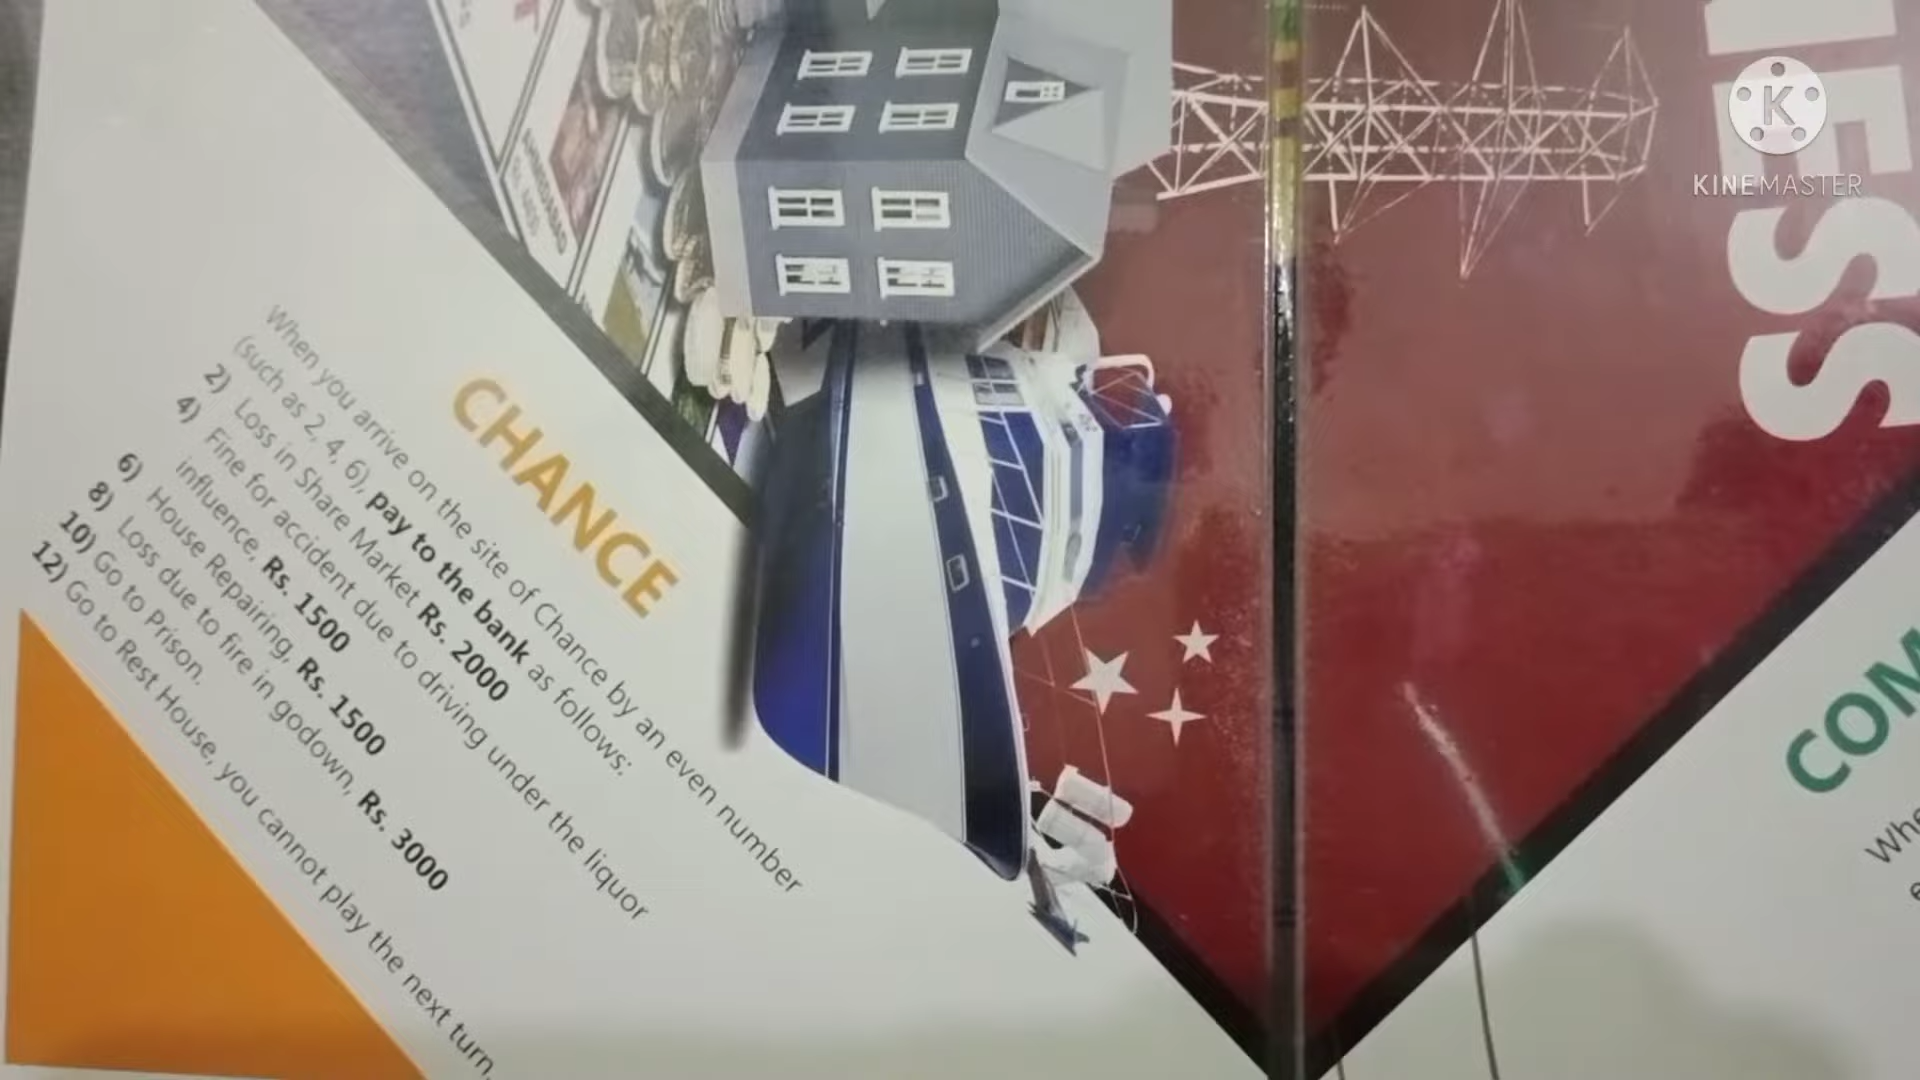 CHANCE
When you arrive on the site of Chance by an even number
(such as 2, 4, 6), pay to the bank as follows:
2) Loss in Share Market Rs. 2000
4) Fine for accident due to driving under the liquor
influence, Rs. 1500
6) House Repairing, Rs. 1500
8) Loss due to fire in godown, Rs. 3000
10) Go to Prison.
12) Go to Rest House, you cannot play the next turn.
NESS
COM
KINEMASTER